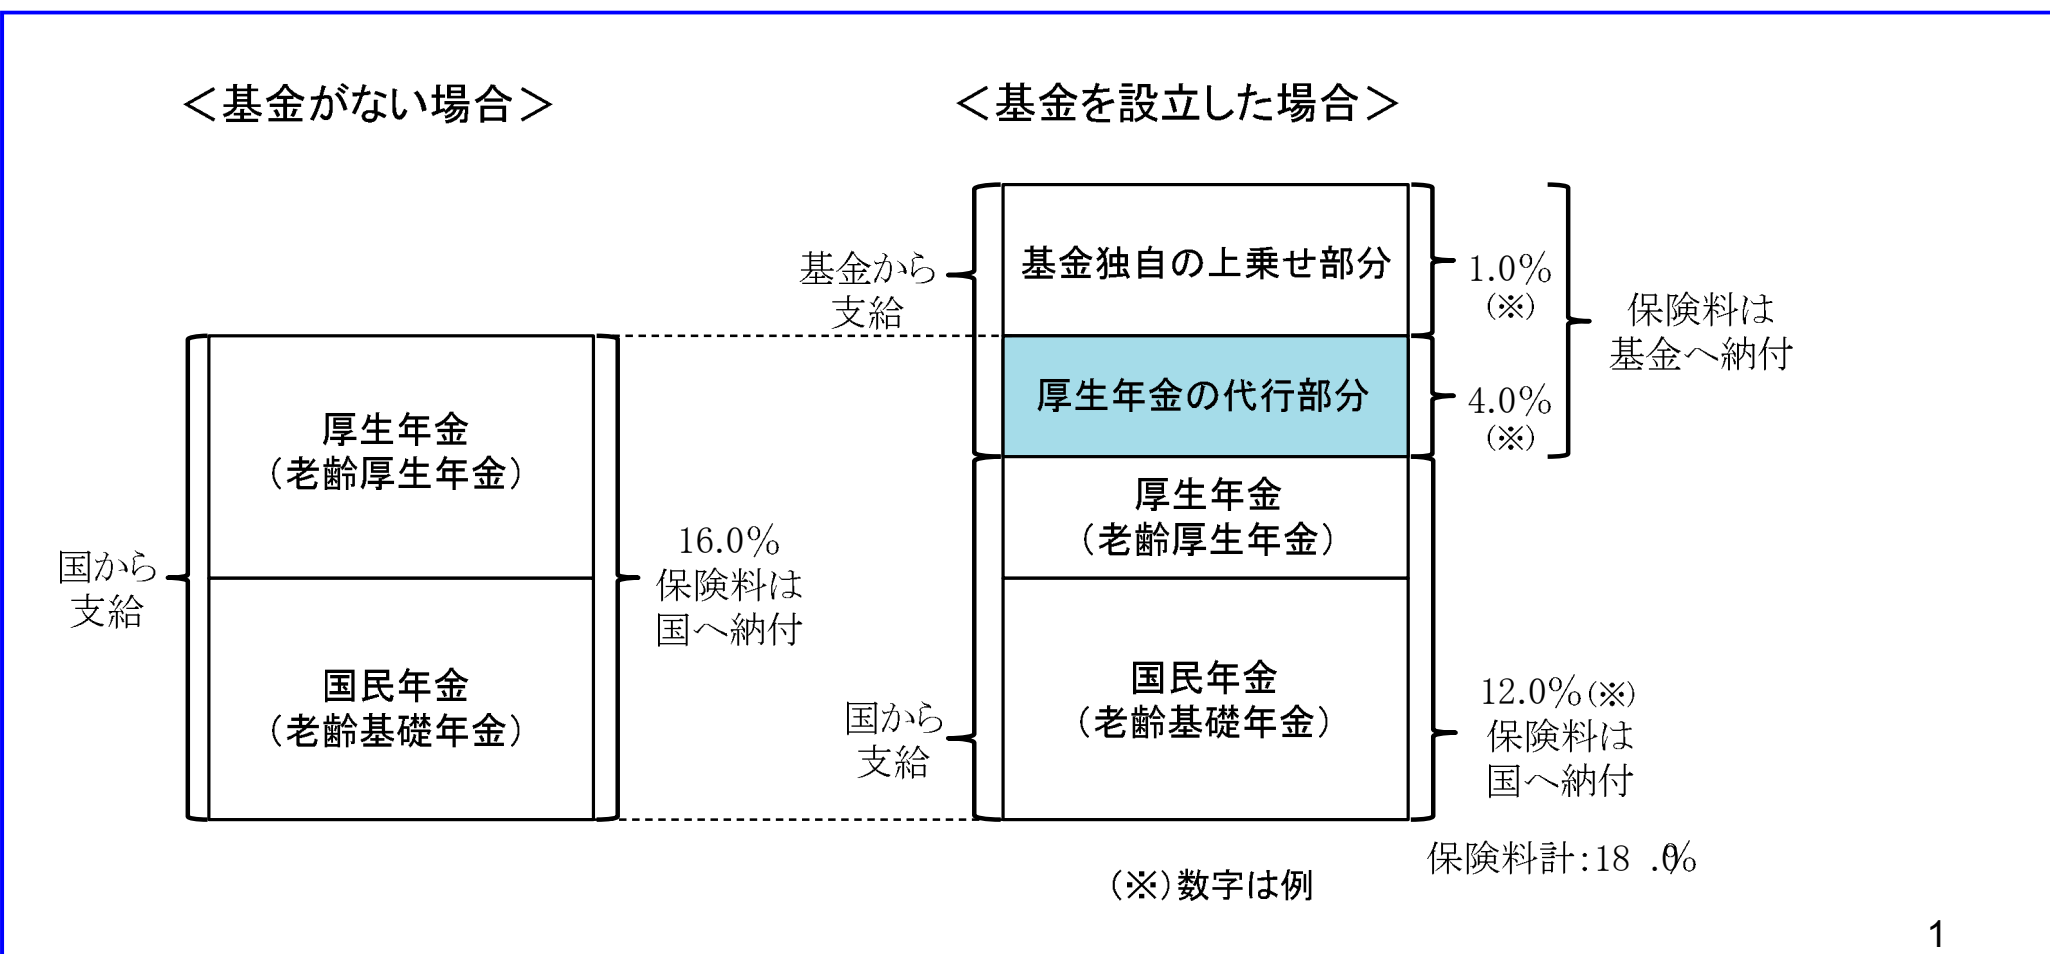 ＜基金がない場合＞
＜基金を設立した場合＞
国から
支給
厚生年金
（老齢厚生年金）
国民年金
（老齢基礎年金）
16.0%
保険料は
国へ納付
基金から
支給
基金独自の上乗せ部分
厚生年金の代行部分
1.0%
(※)
4.0%
(※)
保険料は
基金へ納付
国から
支給
厚生年金
（老齢厚生年金）
国民年金
（老齢基礎年金）
12.0%(※)
保険料は
国へ納付
保険料計:18 .0%
（※）数字は例
1